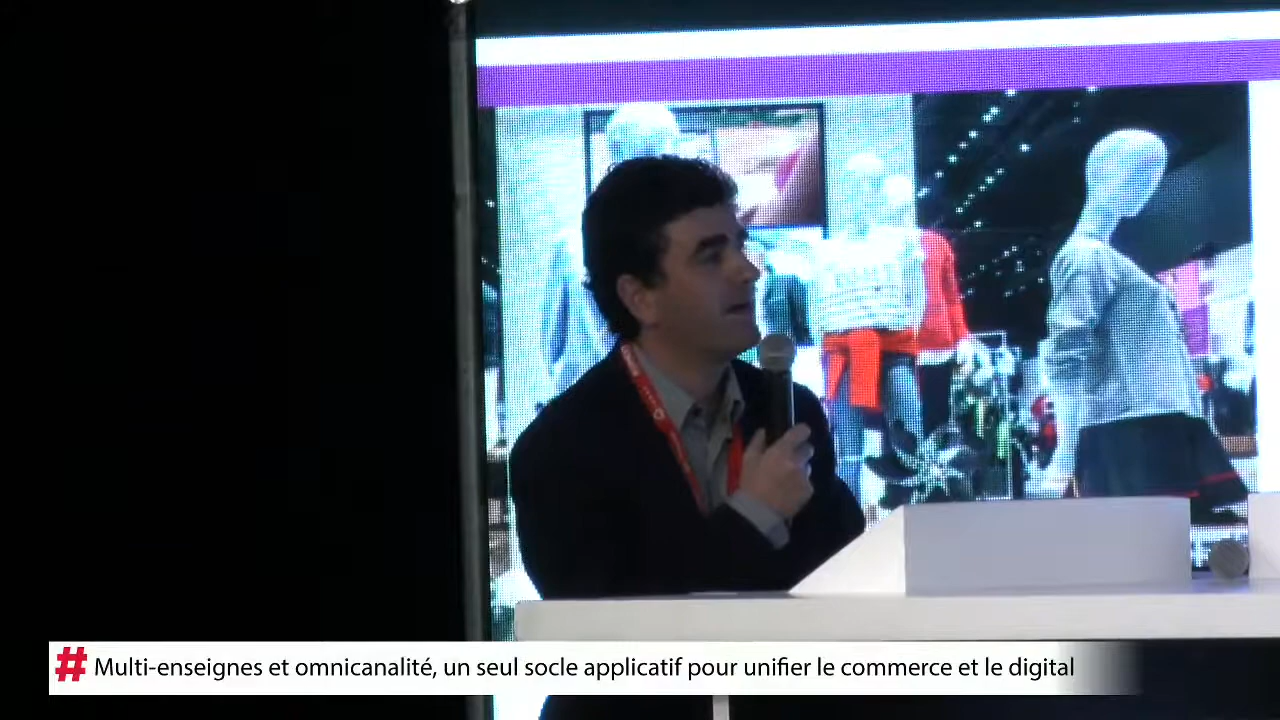 # Multi-enseignes et omnicanalité, un seul socle applicatif pour unifier le commerce et le digital